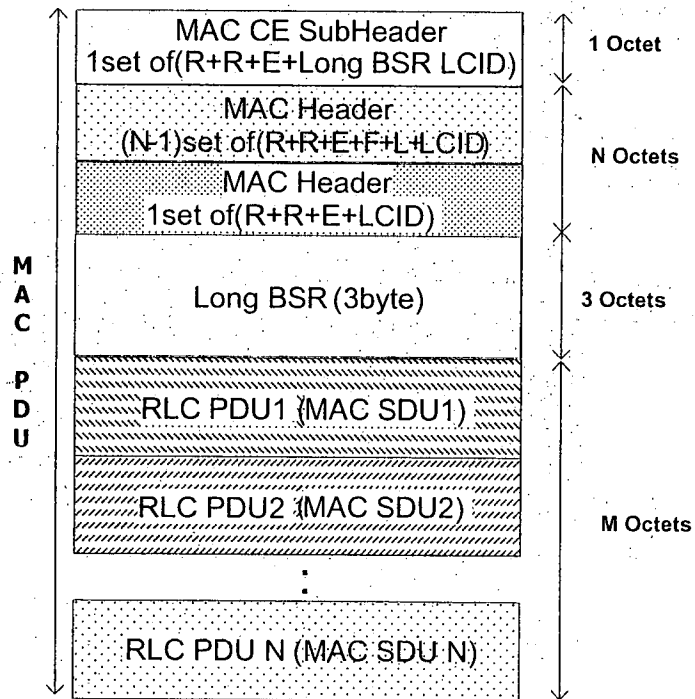 MAC CE SubHeader
1set of(R+R+E+Long BSR LCID)
1 Octet
MAC Header
(N-1)set of(R+R+E+F+L+LCID)
N Octets
MAC Header
1set of(R+R+E+LCID)
MAC PDU
Long BSR (3byte)
3 Octets
RLC PDU1 (MAC SDU1)
RLC PDU2 (MAC SDU2)
M Octets
:
RLC PDU N (MAC SDU N)